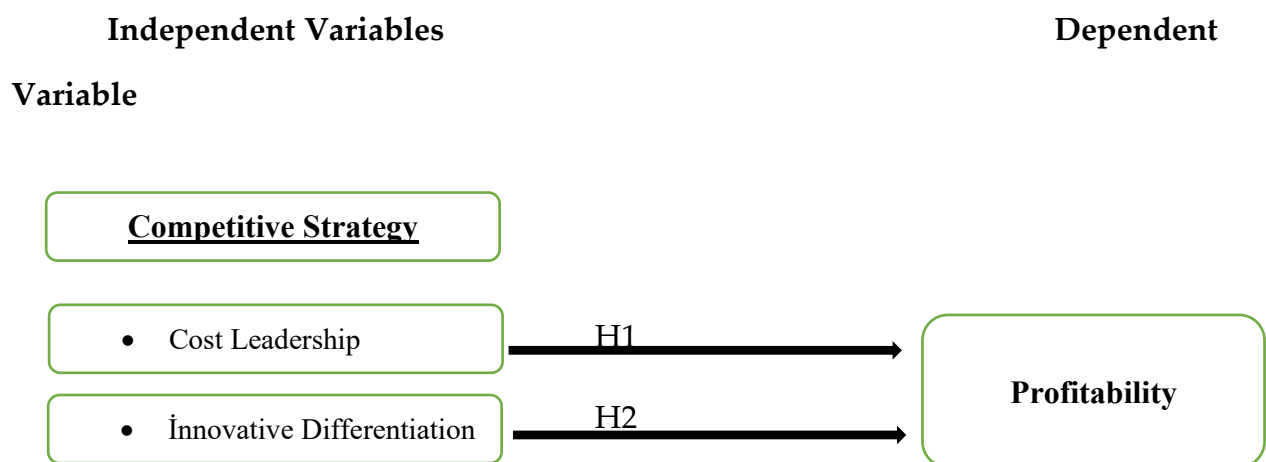 Independent Variables Dependent
Variable
Competitive Strategy
• Cost Leadership
H1
Profitability
• İnnovative Differentiation
H2